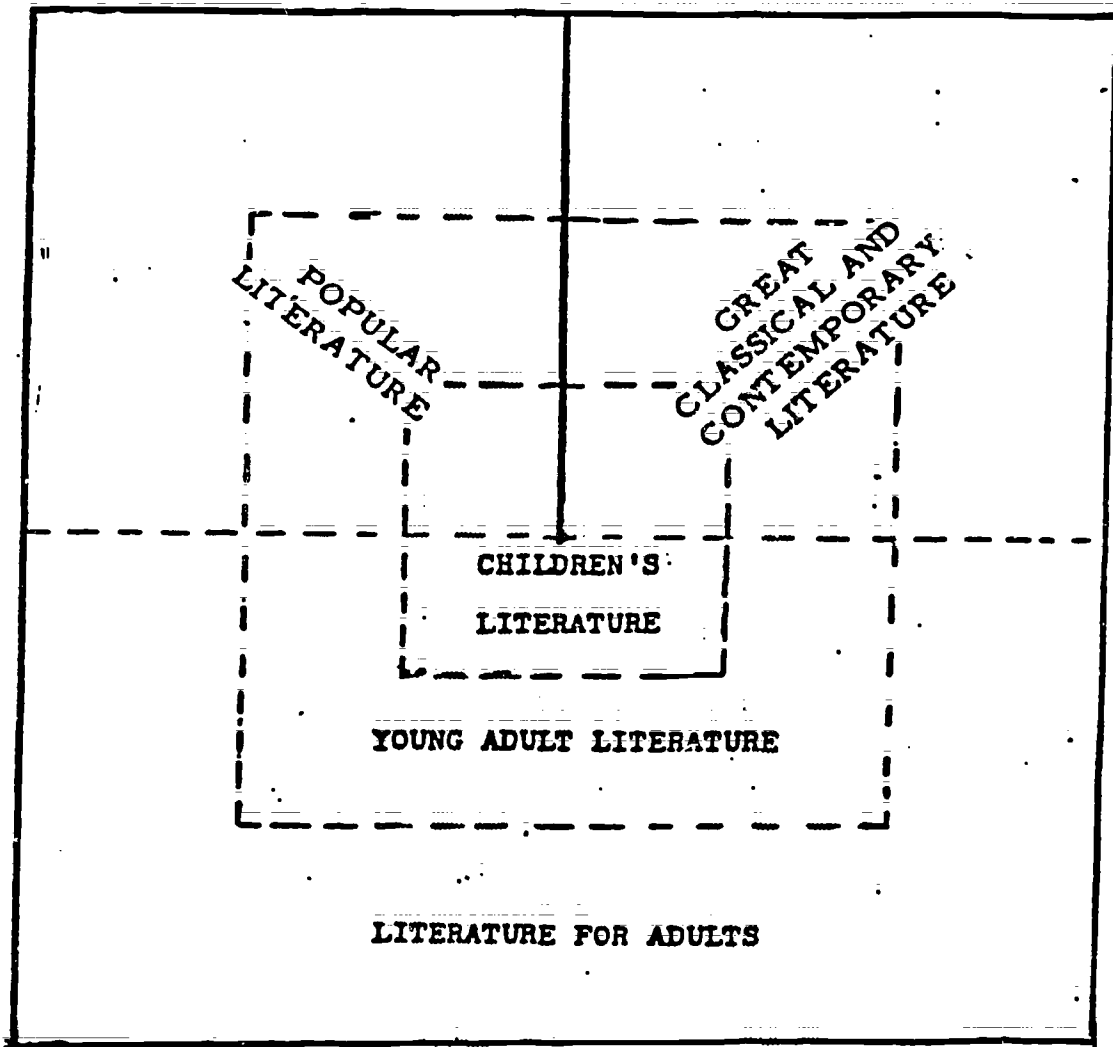 POPULAR
LITERATURE
GREAT
CLASSICAL AND
CONTEMPORARY
LITERATURE
CHILDREN'S
LITERATURE
YOUNG ADULT LITERATURE
LITERATURE FOR ADULTS